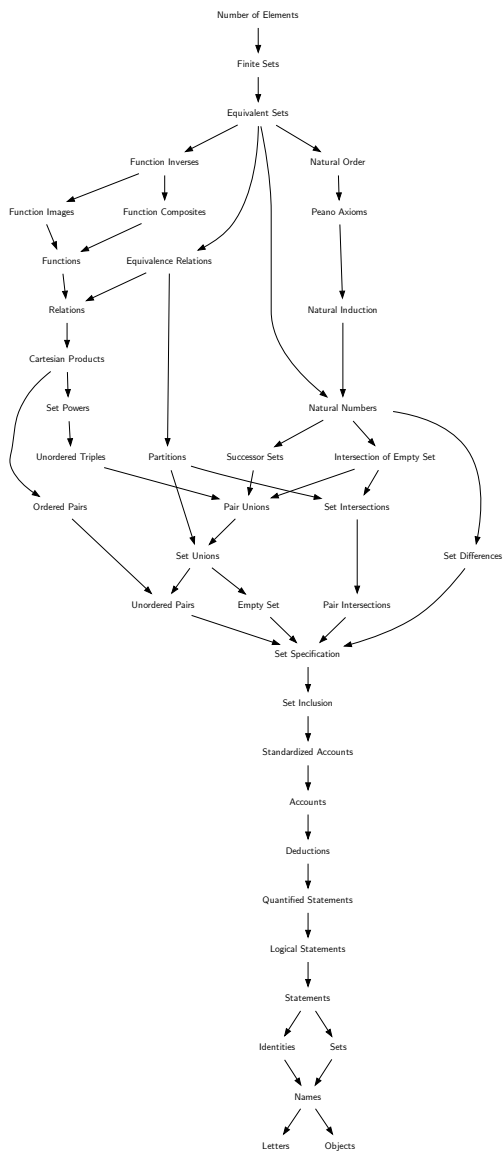 Number of Elements
Finite Sets
Equivalent Sets
Function Inverses
Natural Order
Function Images
Function Composites
Peano Axioms
Functions
Equivalence Relations
Relations
Natural Induction
Cartesian Products
Set Powers
Natural Numbers
Unordered Triples
Partitions
Successor Sets
Intersection of Empty Set
Ordered Pairs
Pair Unions
Set Intersections
Set Unions
Set Differences
Unordered Pairs
Empty Set
Pair Intersections
Set Specification
Set Inclusion
Standardized Accounts
Accounts
Deductions
Quantified Statements
Logical Statements
Statements
Identities
Sets
Names
Letters
Objects